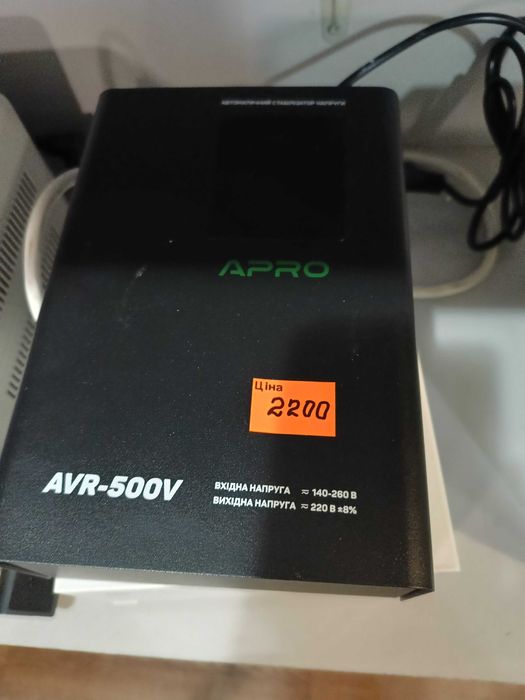 АВТОМАТИЧНИЙ СТАБІЛІЗАТОР НАПРУГИ
APRO
Ціна
2200
AVR-500V
ВХІДНА НАПРУГА ≂ 140-260 В
ВИХІДНА НАПРУГА ≂ 220 В ±8%